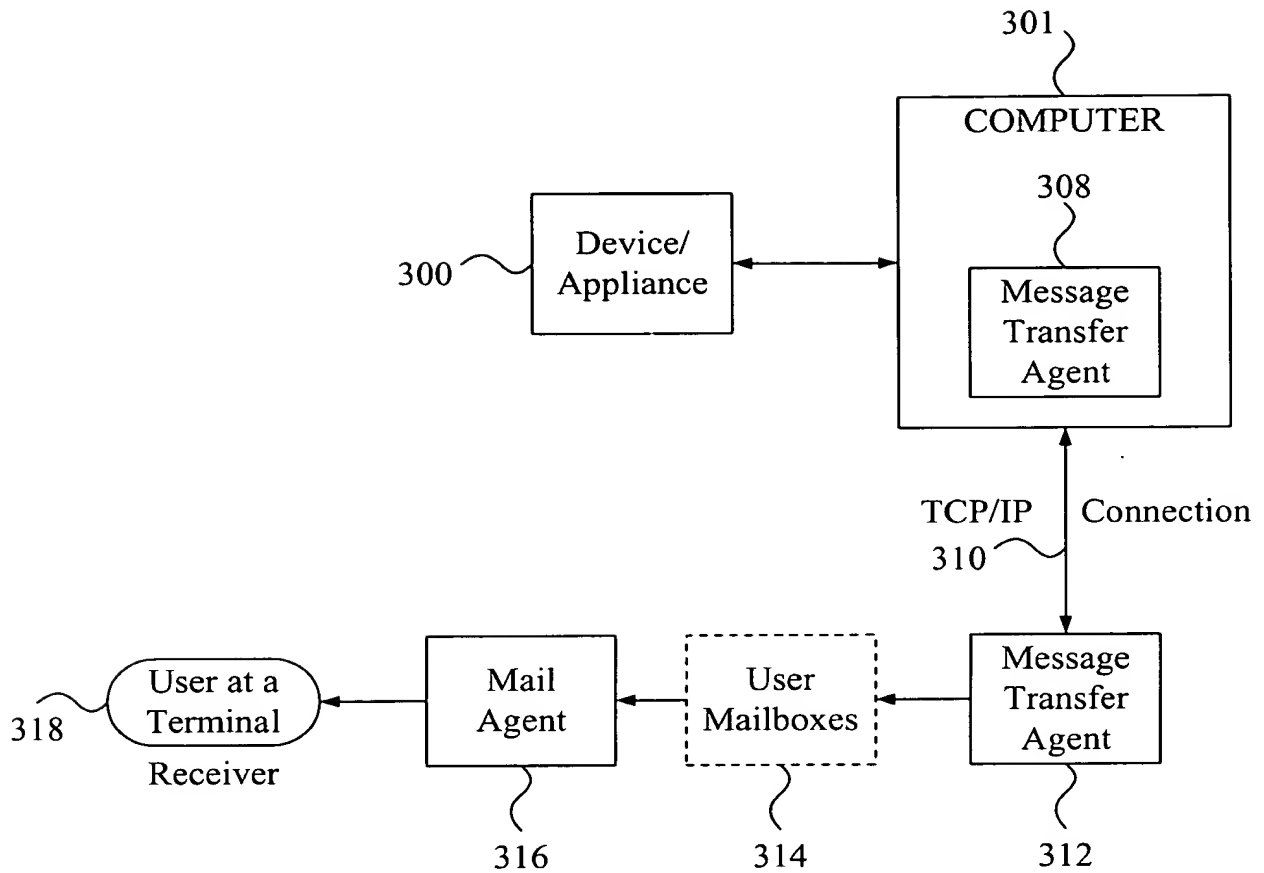 301
COMPUTER
308
Device/
Appliance
300
Message
Transfer
Agent
TCP/IP Connection
310
User at a
Terminal
318
Receiver
Mail
Agent
316
User
Mailboxes
314
Message
Transfer
Agent
312